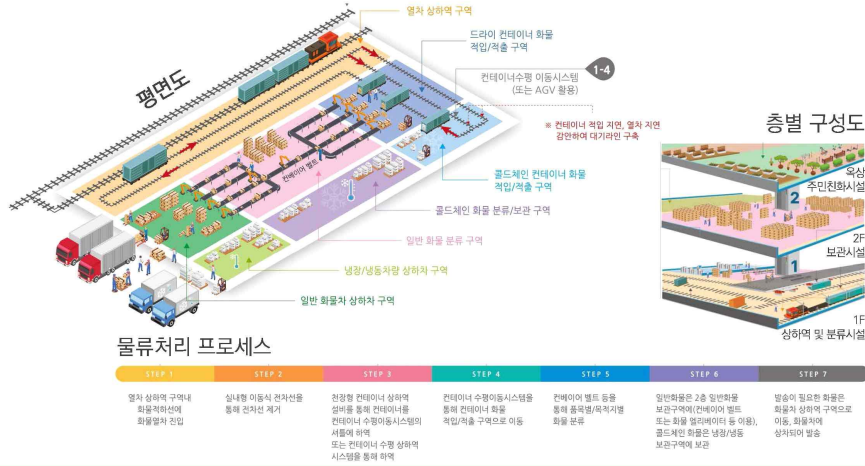 평면도
열차 상하역 구역
드라이 컨테이너 화물
적입/적출 구역
컨테이너수평 이동시스템
(또는 AGV 활용)
1-4
※ 컨테이너 적입 지연, 열차 지연
감안하여 대기라인 구축
컨베이어 벨트
콜드체인 컨테이너 화물
적입/적출 구역
콜드체인 화물 분류/보관 구역
일반 화물 분류 구역
냉장/냉동차량 상하차 구역
일반 화물차 상하차 구역
층별 구성도
옥상
주민친화시설
2
2F
보관시설
1
1F
상하역 및 분류시설
물류처리 프로세스
STEP 1
열차 상하역 구역내
화물적하선에
화물열차 진입
STEP 2
실내형 이동식 전차선을
통해 전차선 제거
STEP 3
천장형 컨테이너 상하역
설비를 통해 컨테이너를
컨테이너 수평이동시스템의
셔틀에 하역
또는 컨테이너 수평 상하역
시스템을 통해 하역
STEP 4
컨테이너 수평이동시스템을
통해 컨테이너 화물
적입/적출 구역으로 이동
STEP 5
컨베이어 벨트 등을
통해 품목별/목적지별
화물 분류
STEP 6
일반화물은 2층 일반화물
보관구역에(컨베이어 벨트
또는 화물 엘리베이터 등 이용),
콜드체인 화물은 냉장/냉동
보관구역에 보관
STEP 7
발송이 필요한 화물은
화물차 상하역 구역으로
이동, 화물차에
상차되어 발송